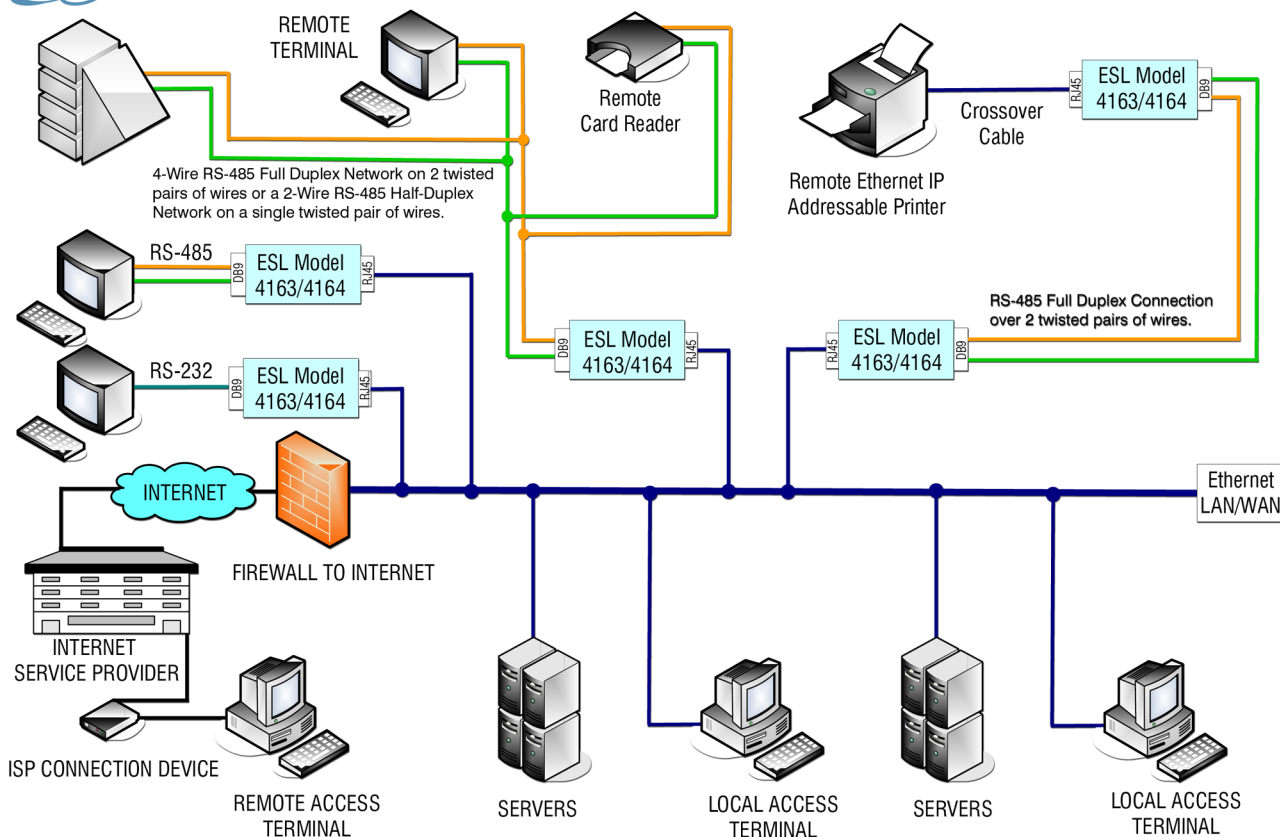 REMOTE
TERMINAL
Remote
Card Reader
Crossover
Cable
RJ45
ESL Model
4163/4164
DB9
4-Wire RS-485 Full Duplex Network on 2 twisted
pairs of wires or a 2-Wire RS-485 Half-Duplex
Network on a single twisted pair of wires.
Remote Ethernet IP
Addressable Printer
RS-485
DB9
ESL Model
4163/4164
RJ45
RS-485 Full Duplex Connection
over 2 twisted pairs of wires.
DB9
ESL Model
4163/4164
RJ45
RJ45
ESL Model
4163/4164
DB9
RS-232
DB9
ESL Model
4163/4164
RJ45
INTERNET
Ethernet
LAN/WAN
FIREWALL TO INTERNET
INTERNET
SERVICE PROVIDER
ISP CONNECTION DEVICE
REMOTE ACCESS
TERMINAL
SERVERS
LOCAL ACCESS
TERMINAL
SERVERS
LOCAL ACCESS
TERMINAL